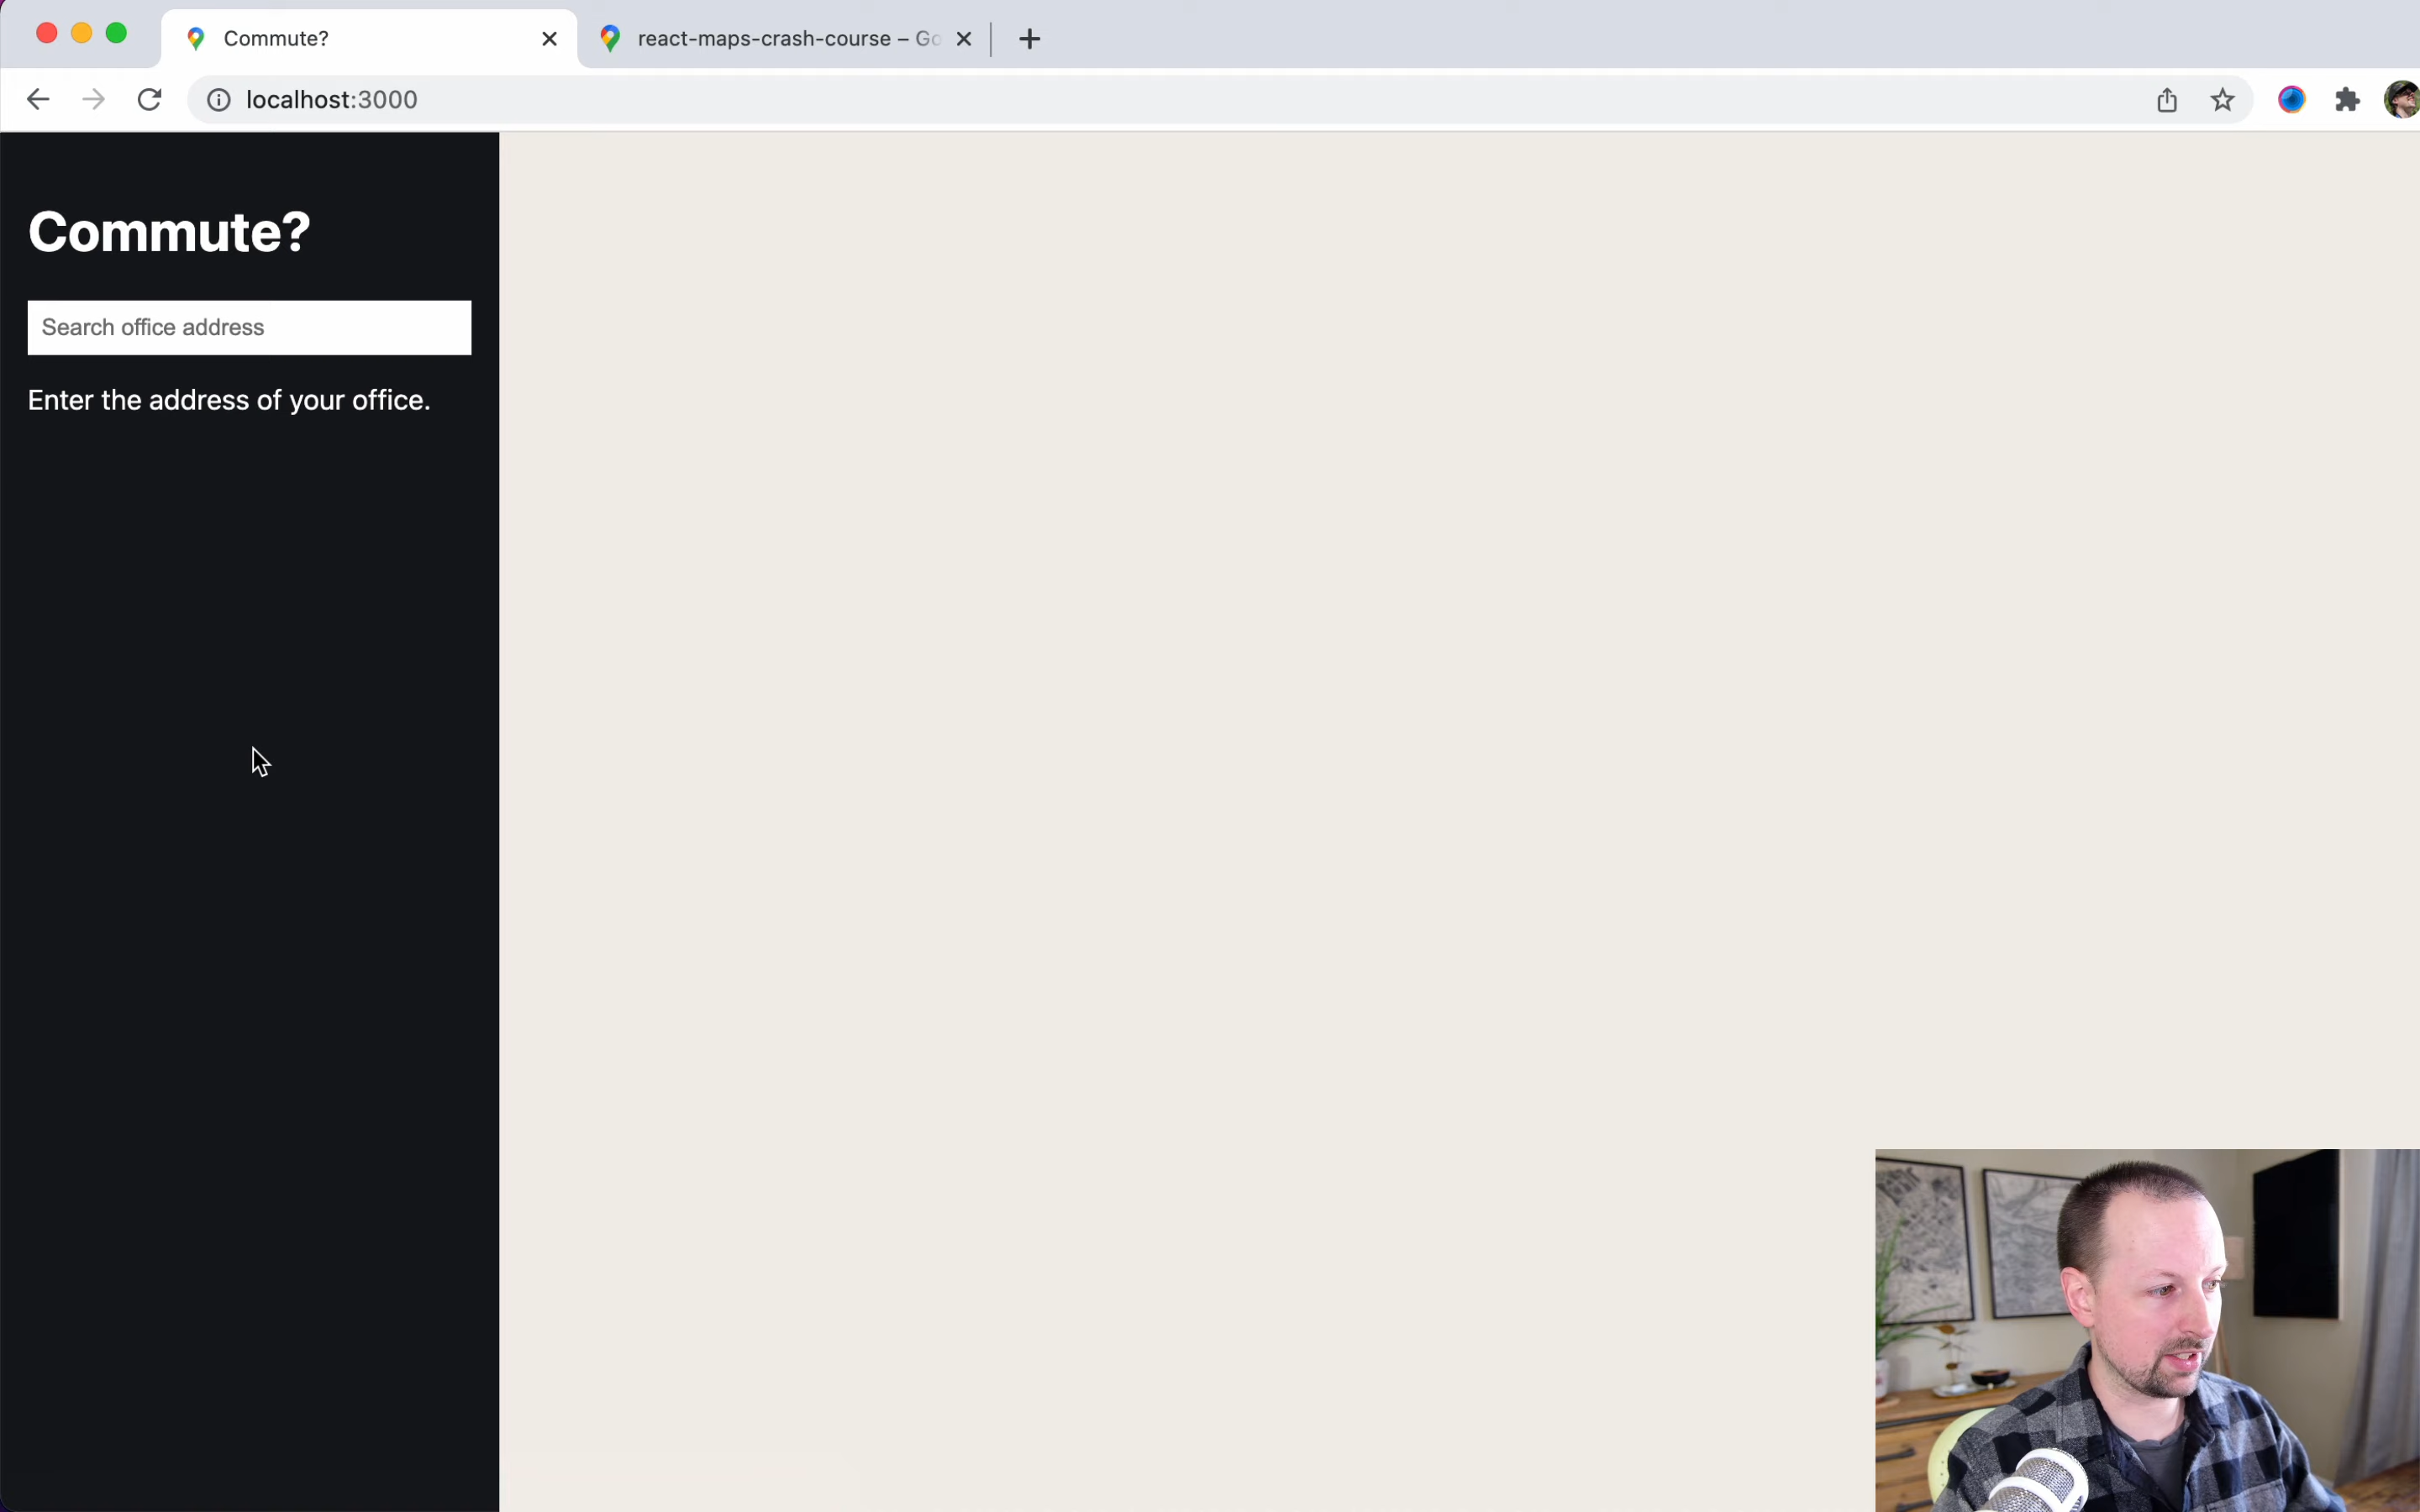 Commute?
react-maps-crash-course – Go
localhost:3000
Commute?
Search office address
Enter the address of your office.